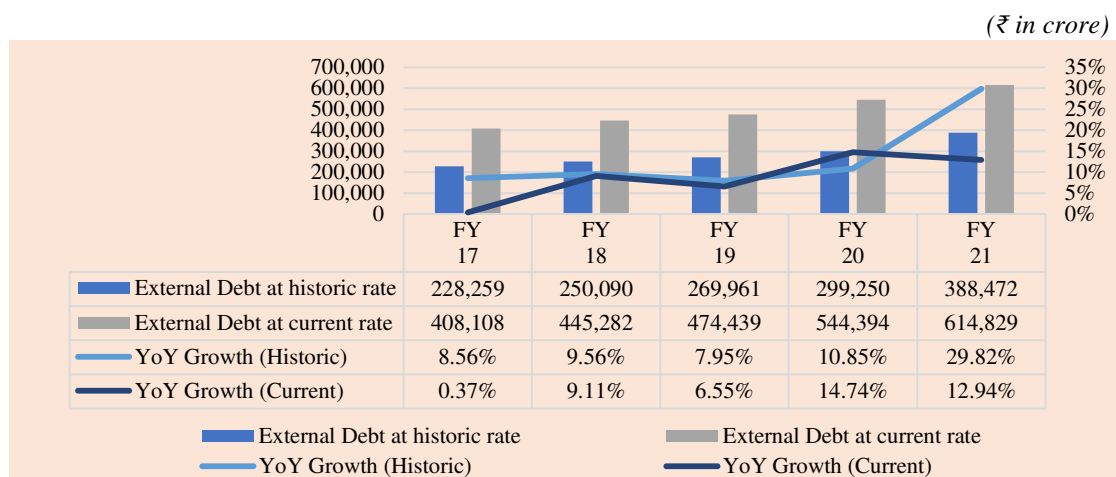 (₹ in crore)
700,000 35%
600,000 30%
500,000 25%
400,000 20%
300,000 15%
200,000 10%
100,000 5%
0 0%
FY 17 FY 18 FY 19 FY 20 FY 21
External Debt at historic rate 228,259 250,090 269,961 299,250 388,472
External Debt at current rate 408,108 445,282 474,439 544,394 614,829
YoY Growth (Historic) 8.56% 9.56% 7.95% 10.85% 29.82%
YoY Growth (Current) 0.37% 9.11% 6.55% 14.74% 12.94%
External Debt at historic rate External Debt at current rate
YoY Growth (Historic) YoY Growth (Current)